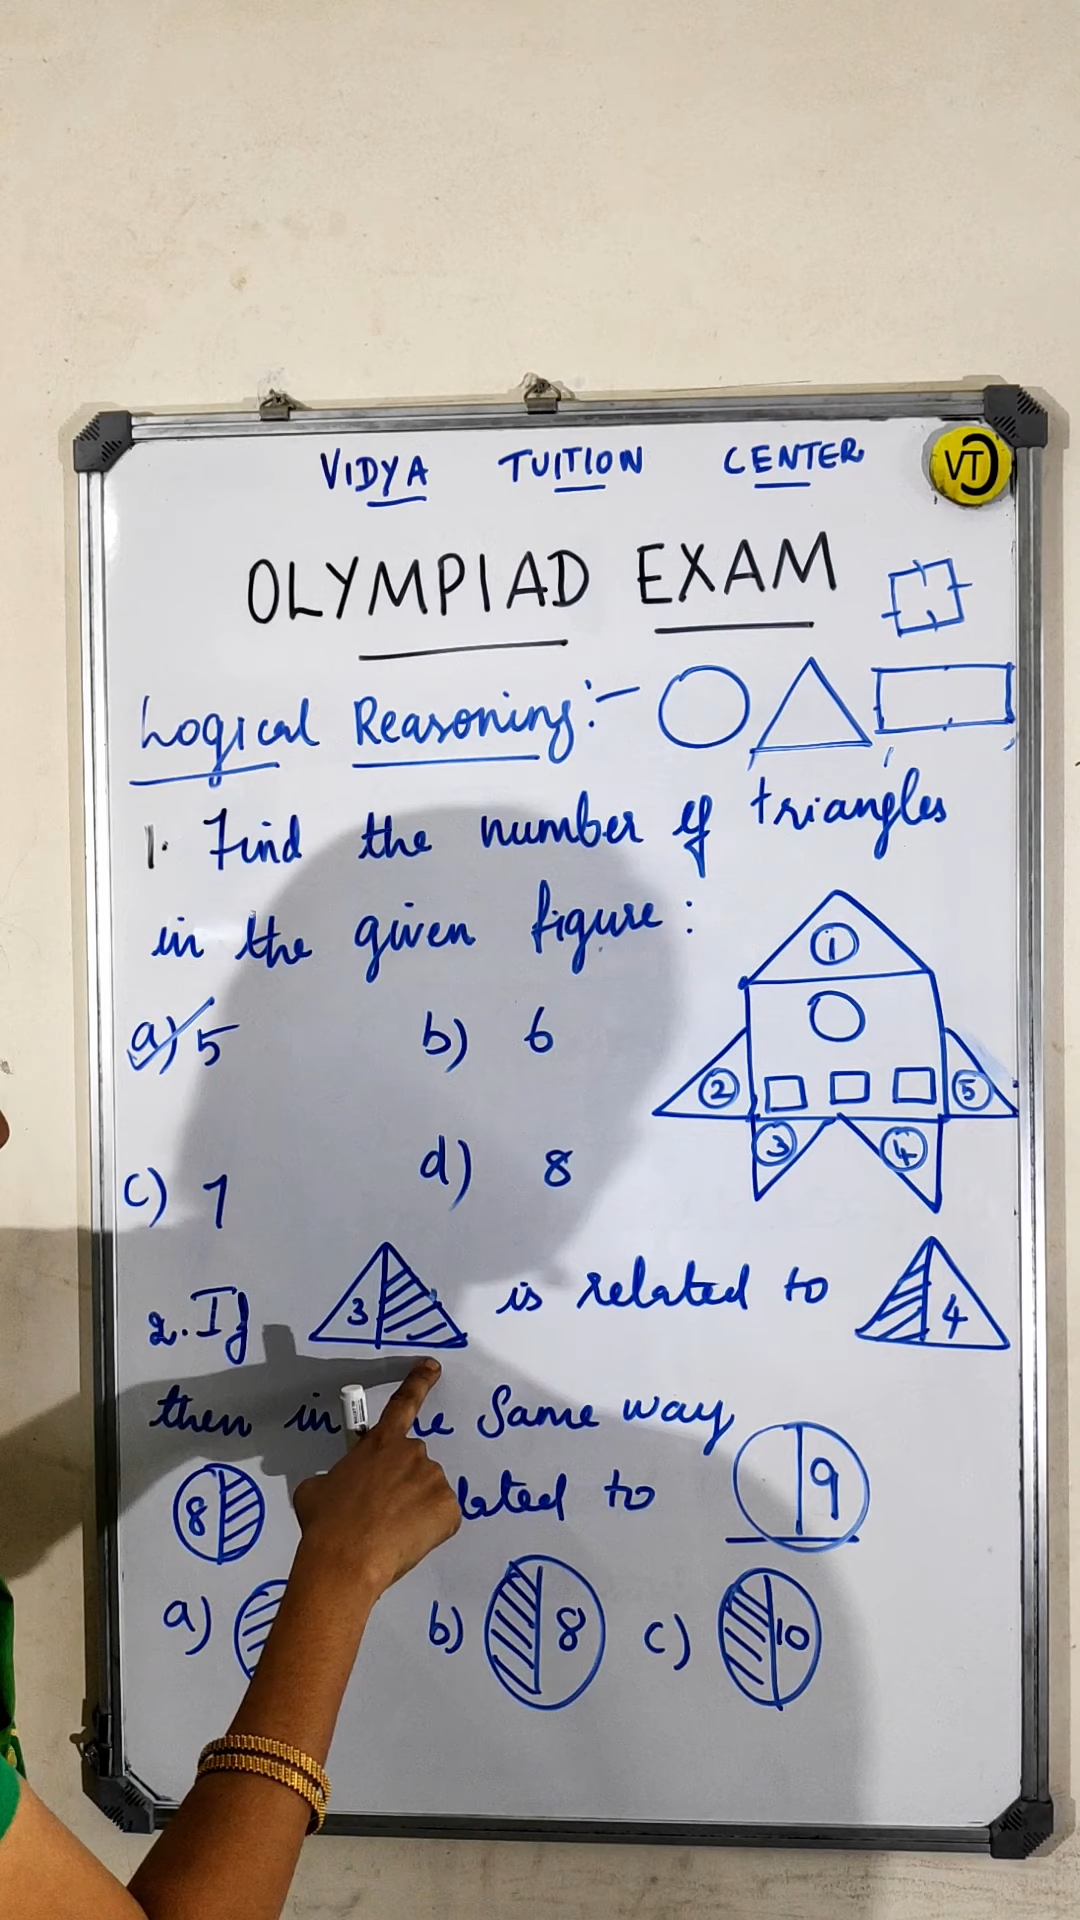 VIDYA TUITION CENTER
VTC
OLYMPIAD EXAM
Logical Reasoning:-
1. Find the number of triangles
in the given figure:
1
a) 5 b) 6
2 5
3 4
c) 7 d) 8
2. If 3 is related to 4
then in same way
8 to 9
a) b) 8 c) 10